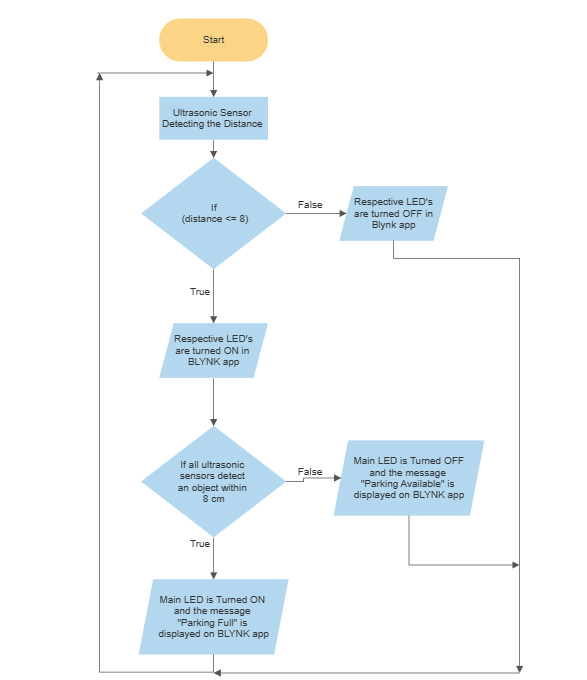 Start
Ultrasonic Sensor
Detecting the Distance
If
(distance <= 8)
False
Respective LED's
are turned OFF in
Blynk app
True
Respective LED's
are turned ON in
BLYNK app
If all ultrasonic
sensors detect
an object within
8 cm
False
Main LED is Turned OFF
and the message
"Parking Available" is
displayed on BLYNK app
True
Main LED is Turned ON
and the message
"Parking Full" is
displayed on BLYNK app